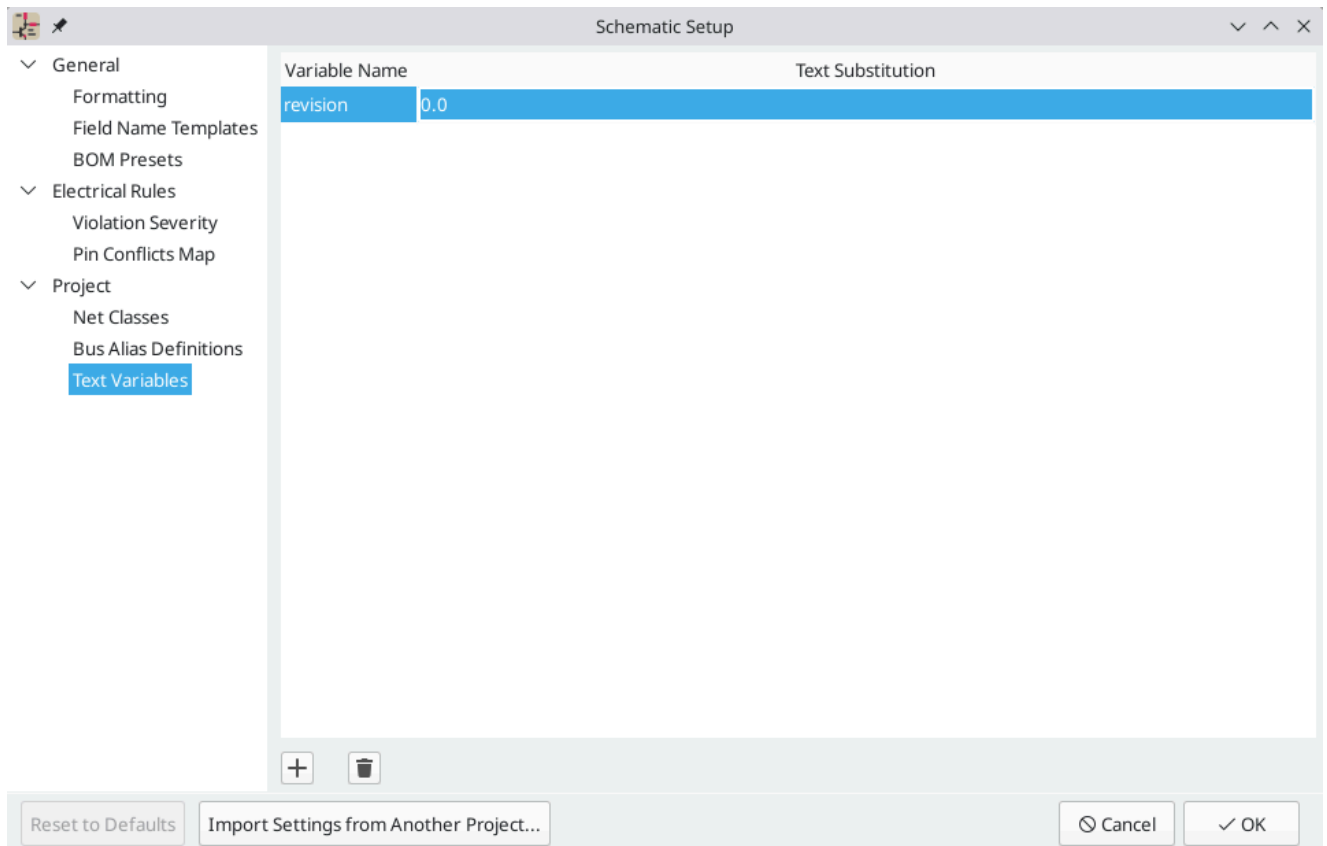 Schematic Setup
General
Formatting
Field Name Templates
BOM Presets
Electrical Rules
Violation Severity
Pin Conflicts Map
Project
Net Classes
Bus Alias Definitions
Text Variables
Variable Name Text Substitution
revision 0.0
Reset to Defaults Import Settings from Another Project... Cancel OK